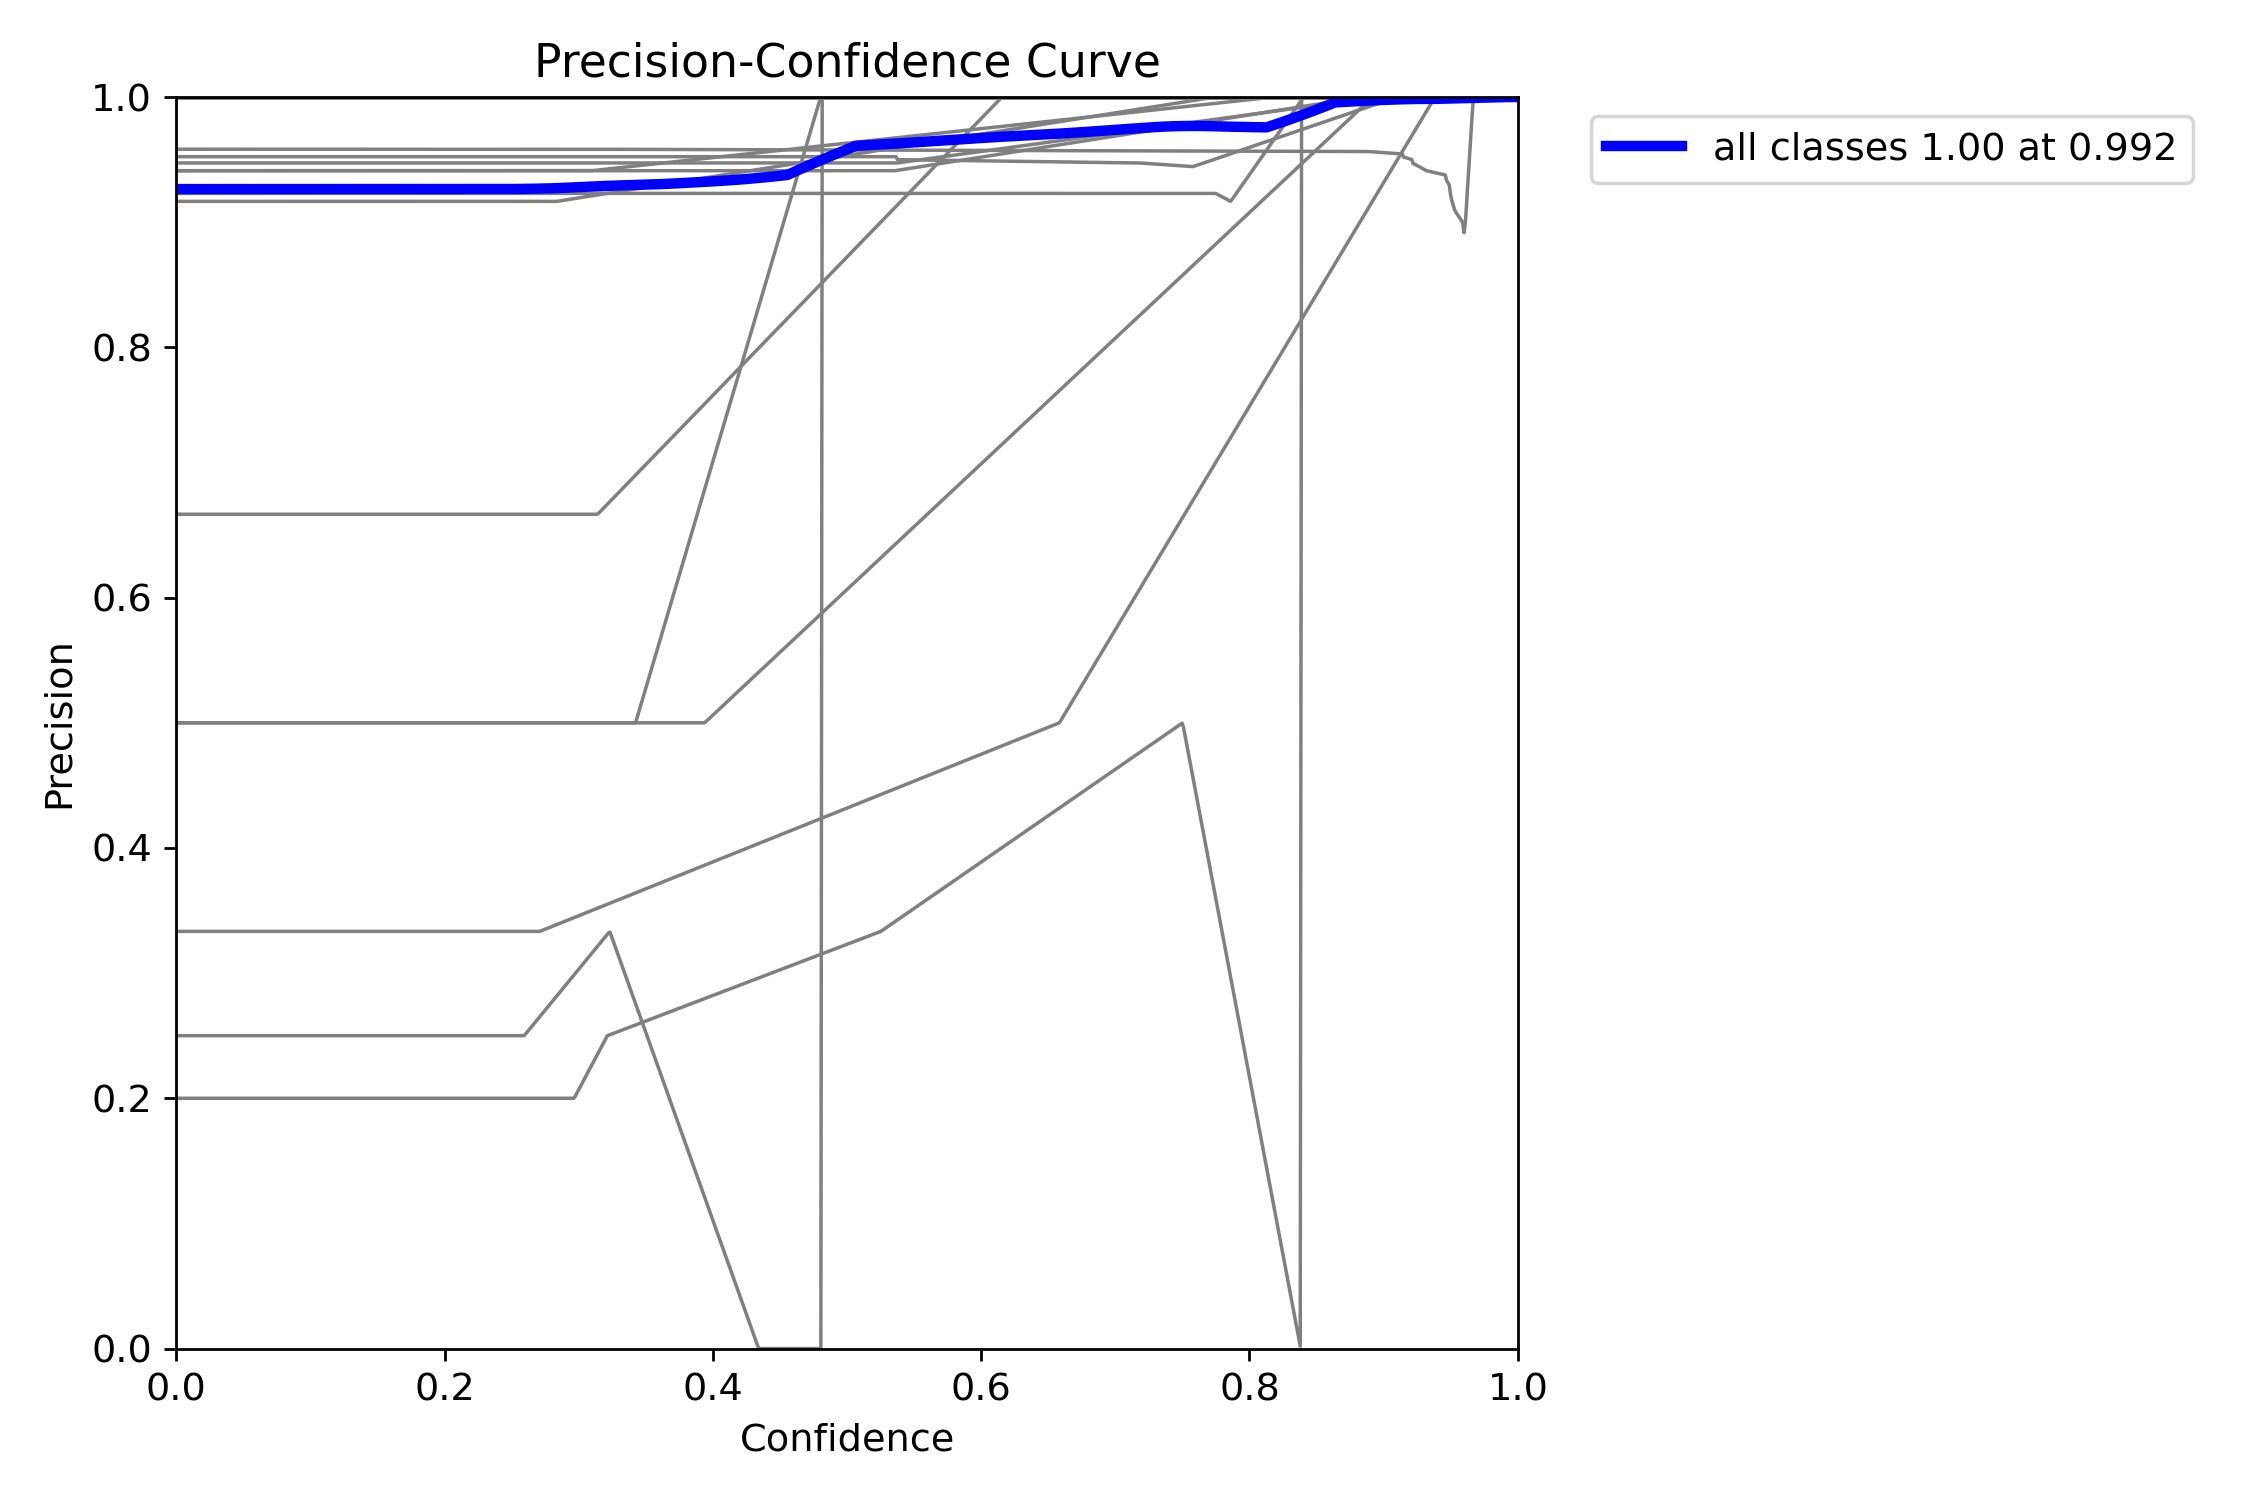 Precision-Confidence Curve
1.0
0.8
0.6
0.4
0.2
0.0
Precision
0.0 0.2 0.4 0.6 0.8 1.0
Confidence
all classes 1.00 at 0.992